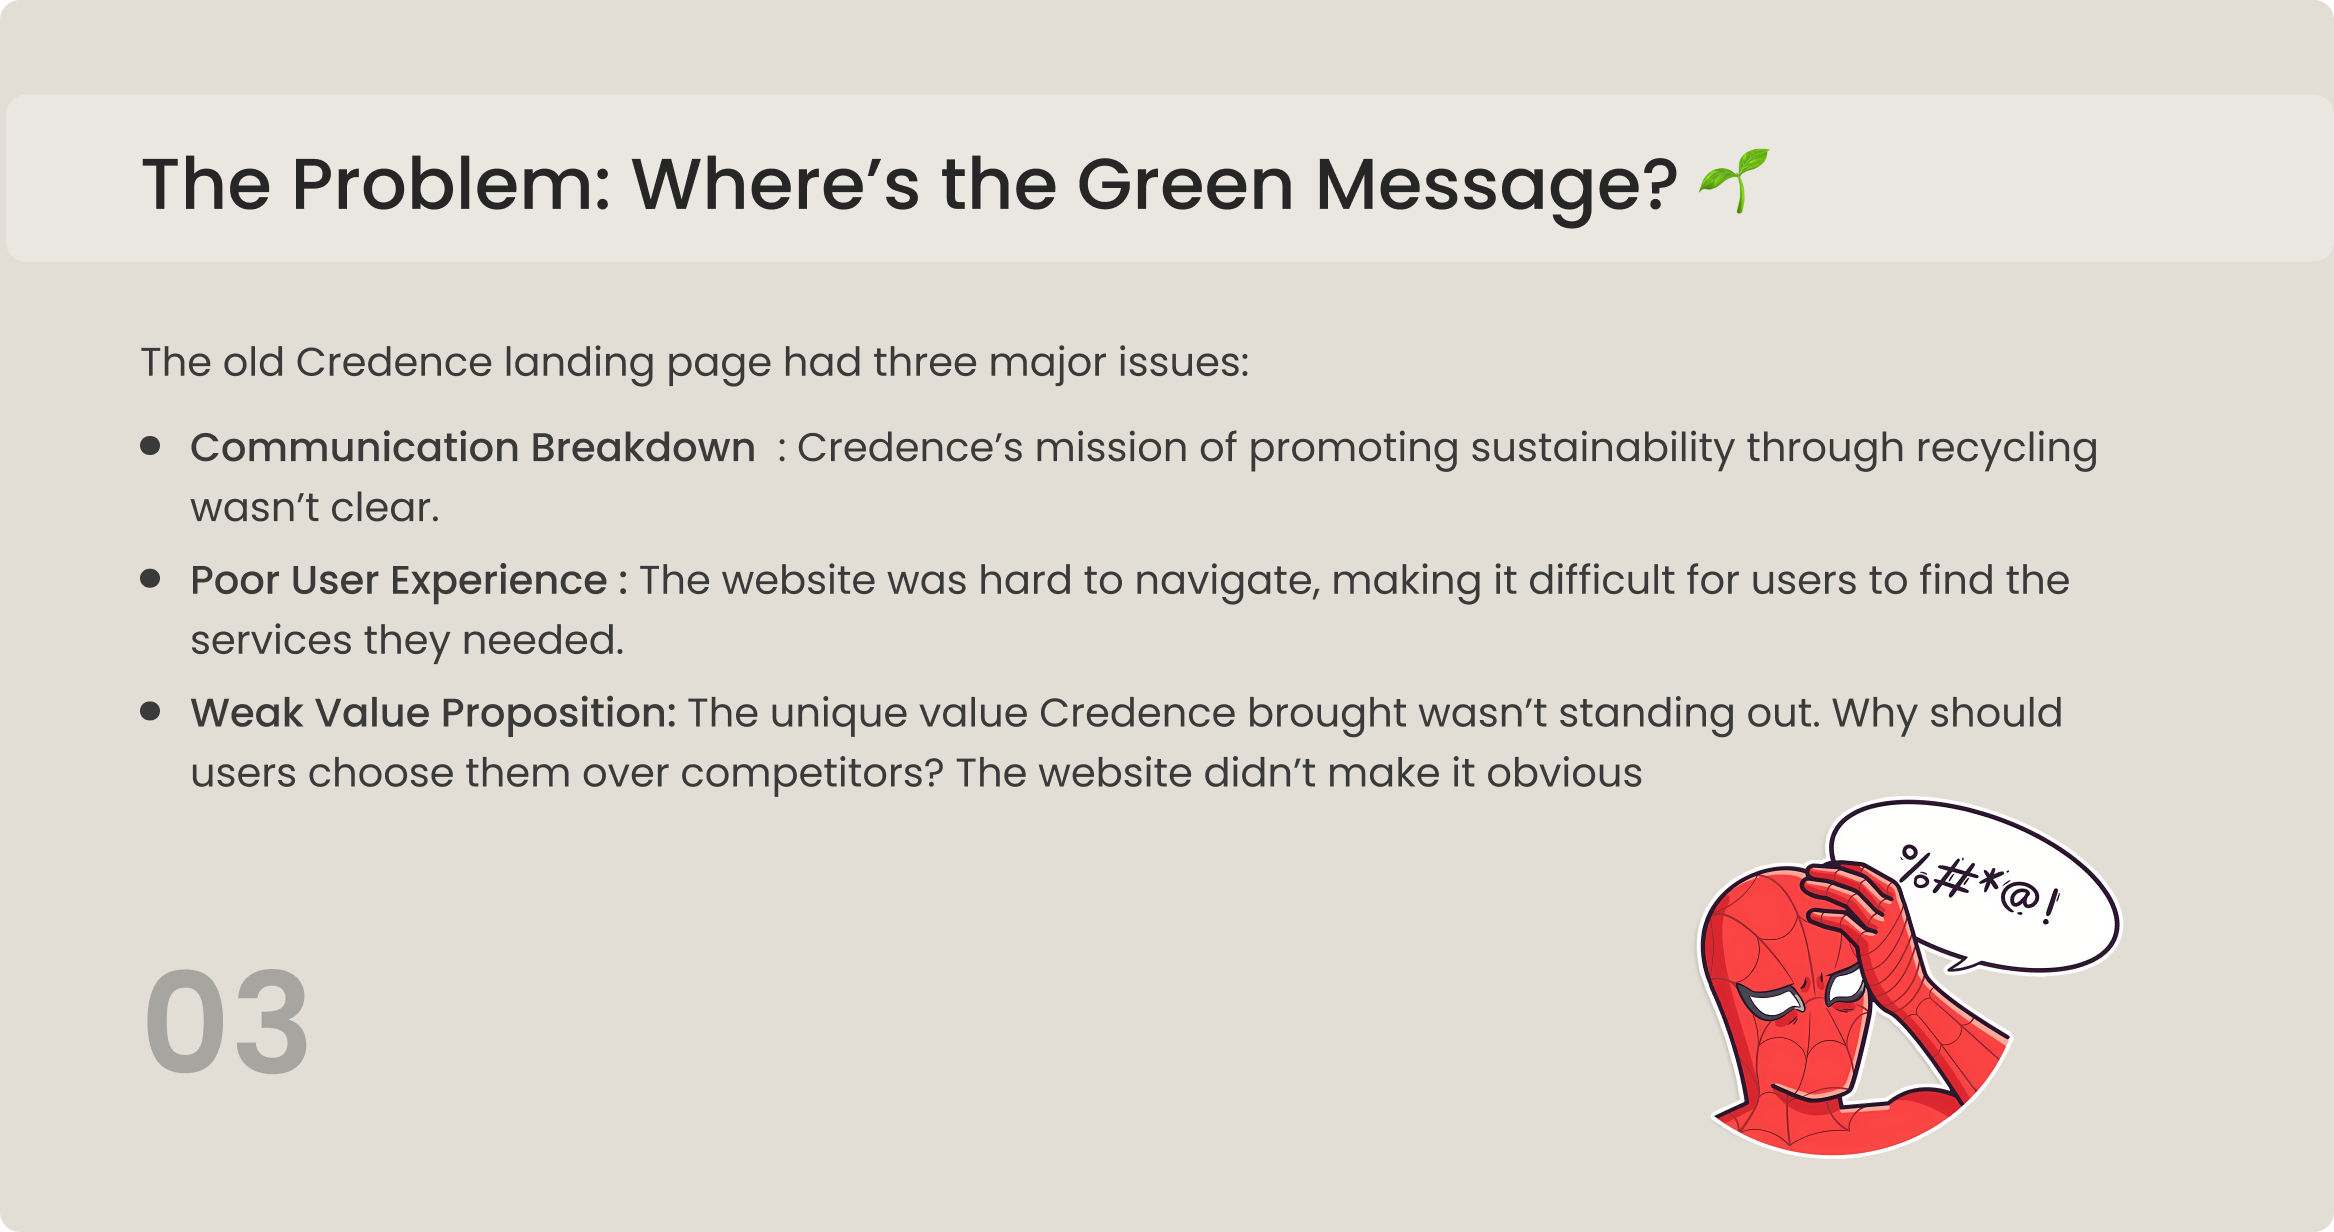 The Problem: Where’s the Green Message? 🌱
The old Credence landing page had three major issues:
• Communication Breakdown : Credence’s mission of promoting sustainability through recycling
wasn’t clear.
• Poor User Experience : The website was hard to navigate, making it difficult for users to find the
services they needed.
• Weak Value Proposition: The unique value Credence brought wasn’t standing out. Why should
users choose them over competitors? The website didn’t make it obvious
%#*@!
03